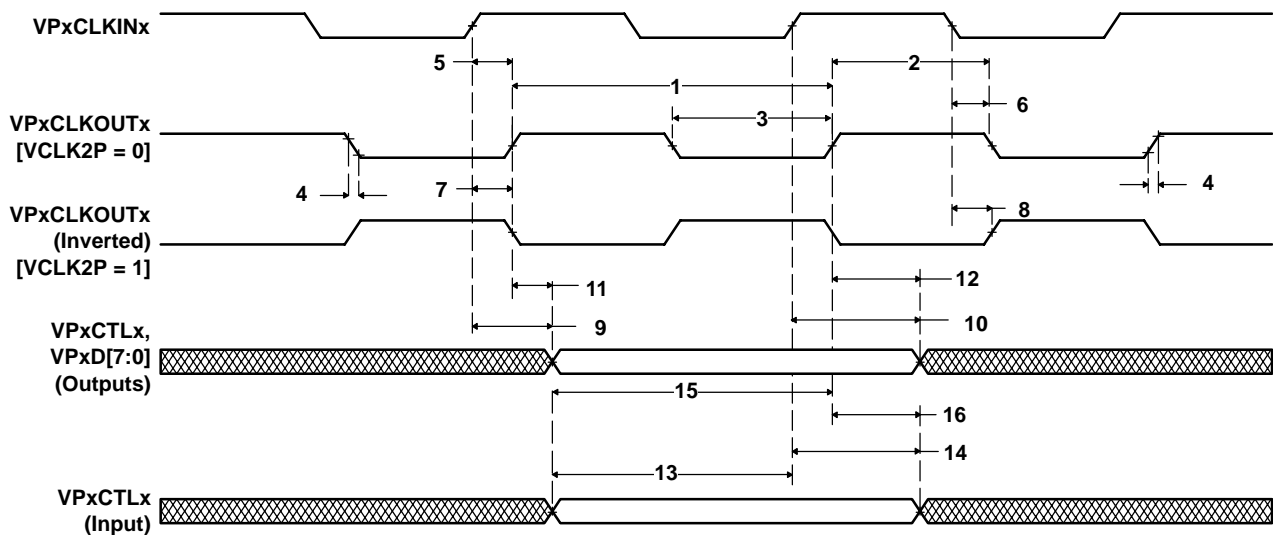 VPxCLKINx
5
2
1
6
VPxCLKOUTx
[VCLK2P = 0]
3
4
7
4
VPxCLKOUTx
(Inverted)
[VCLK2P = 1]
8
11
12
9
10
VPxCTLx,
VPxD[7:0]
(Outputs)
15
16
14
13
VPxCTLx
(Input)